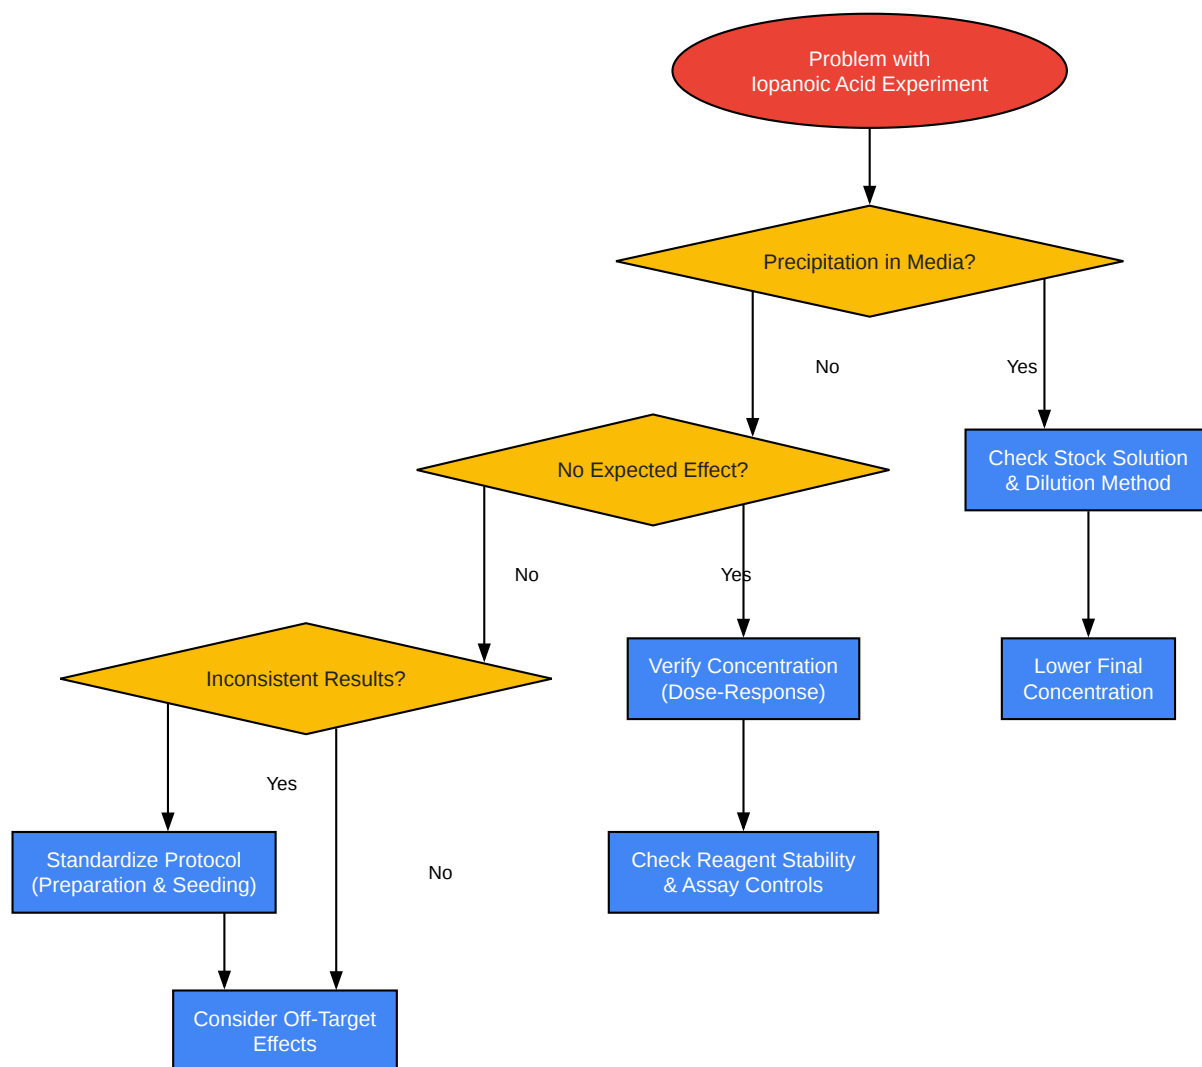 Problem with
Iopanoic Acid Experiment
Precipitation in Media?
No
Yes
No Expected Effect?
Check Stock Solution
& Dilution Method
No
Yes
Inconsistent Results?
Verify Concentration
(Dose-Response)
Lower Final
Concentration
Yes
No
Standardize Protocol
(Preparation & Seeding)
Check Reagent Stability
& Assay Controls
Consider Off-Target
Effects